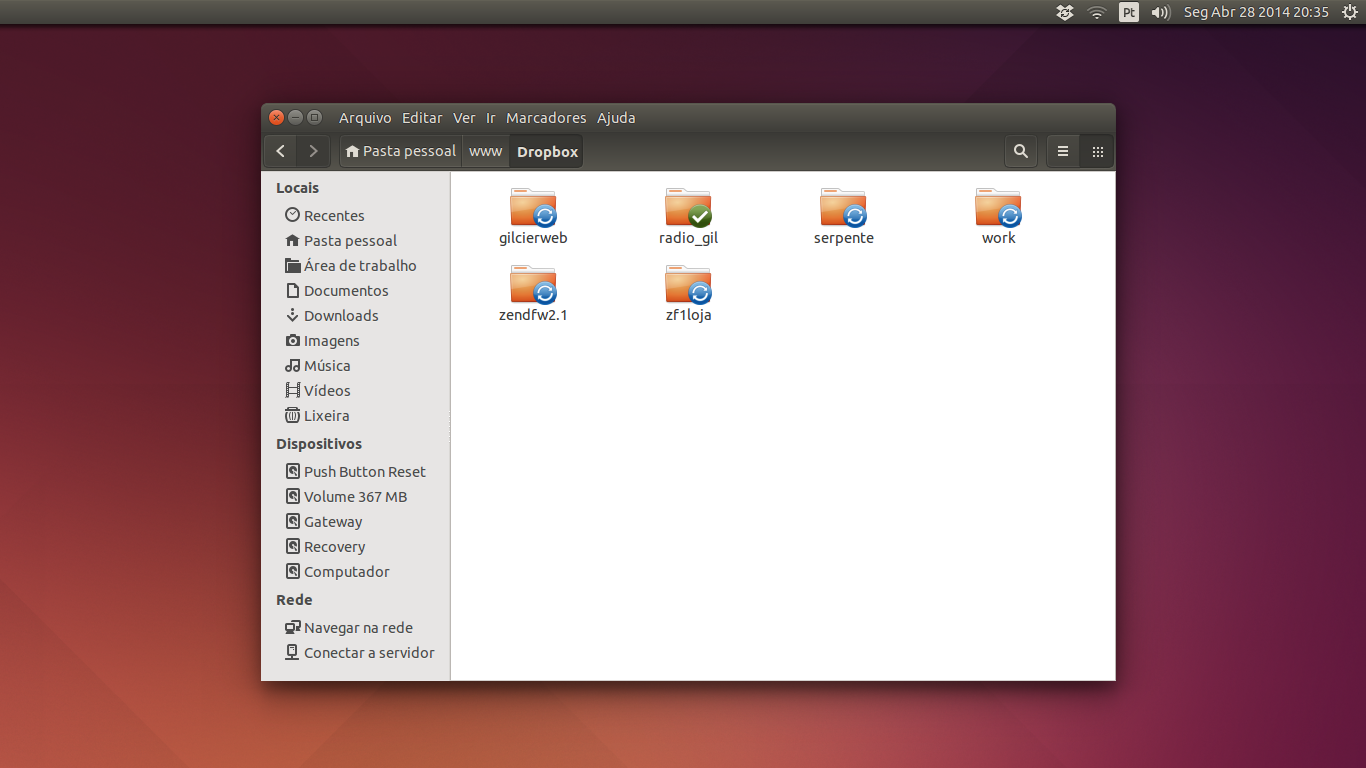 Pt Seg Abr 28 2014 20:35
Arquivo Editar Ver Ir Marcadores Ajuda
Pasta pessoal www Dropbox
Locais
Recentes
Pasta pessoal
Área de trabalho
Documentos
Downloads
Imagens
Música
Vídeos
Lixeira
Dispositivos
Push Button Reset
Volume 367 MB
Gateway
Recovery
Computador
Rede
Navegar na rede
Conectar a servidor
gilcierweb radio_gil serpente work
zendfw2.1 zf1loja